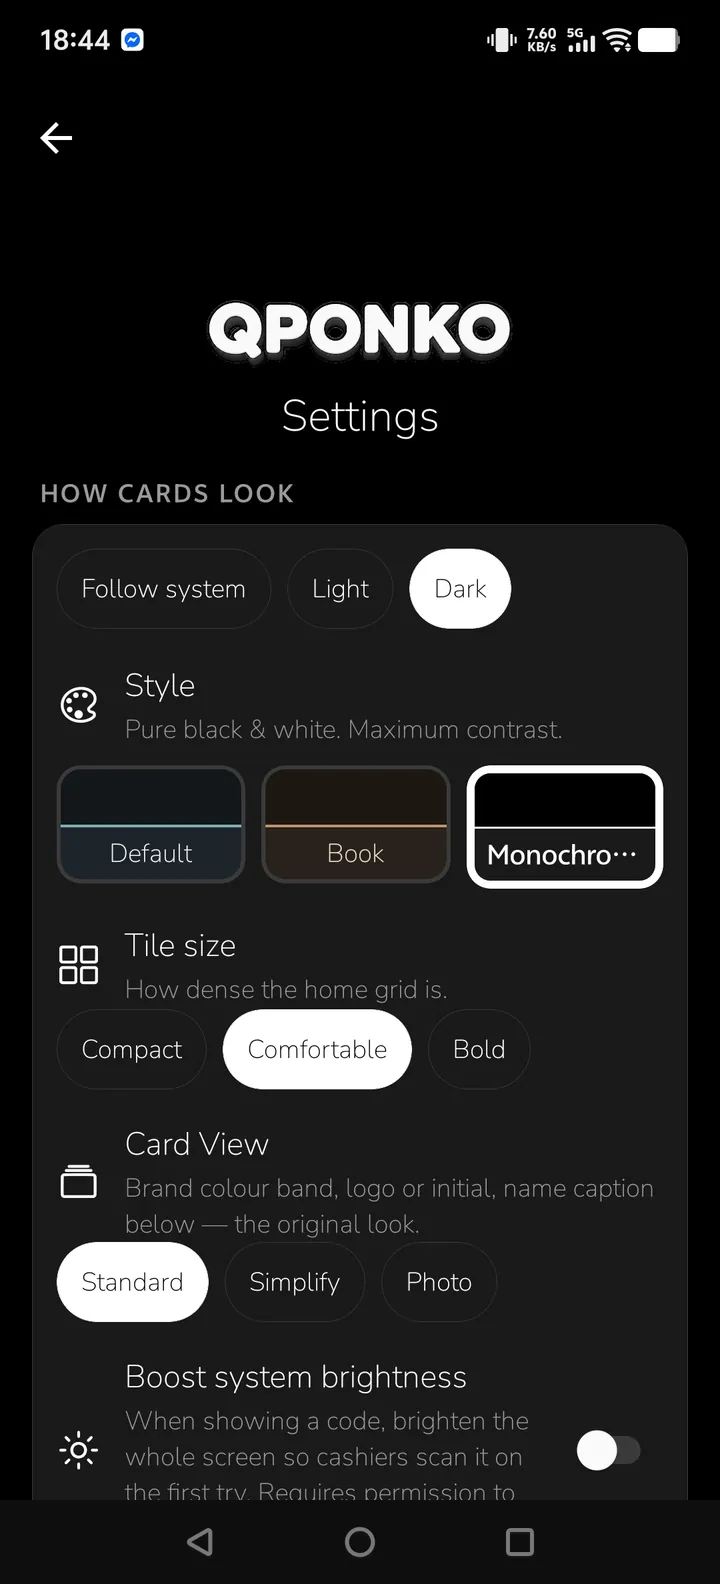 18:44
7.60 KB/s 5G
QPONKO
Settings
HOW CARDS LOOK
Follow system Light Dark
Style
Pure black & white. Maximum contrast.
Default Book Monochro···
Tile size
How dense the home grid is.
Compact Comfortable Bold
Card View
Brand colour band, logo or initial, name caption
below — the original look.
Standard Simplify Photo
Boost system brightness
When showing a code, brighten the
whole screen so cashiers scan it on
the first try. Requires permission to